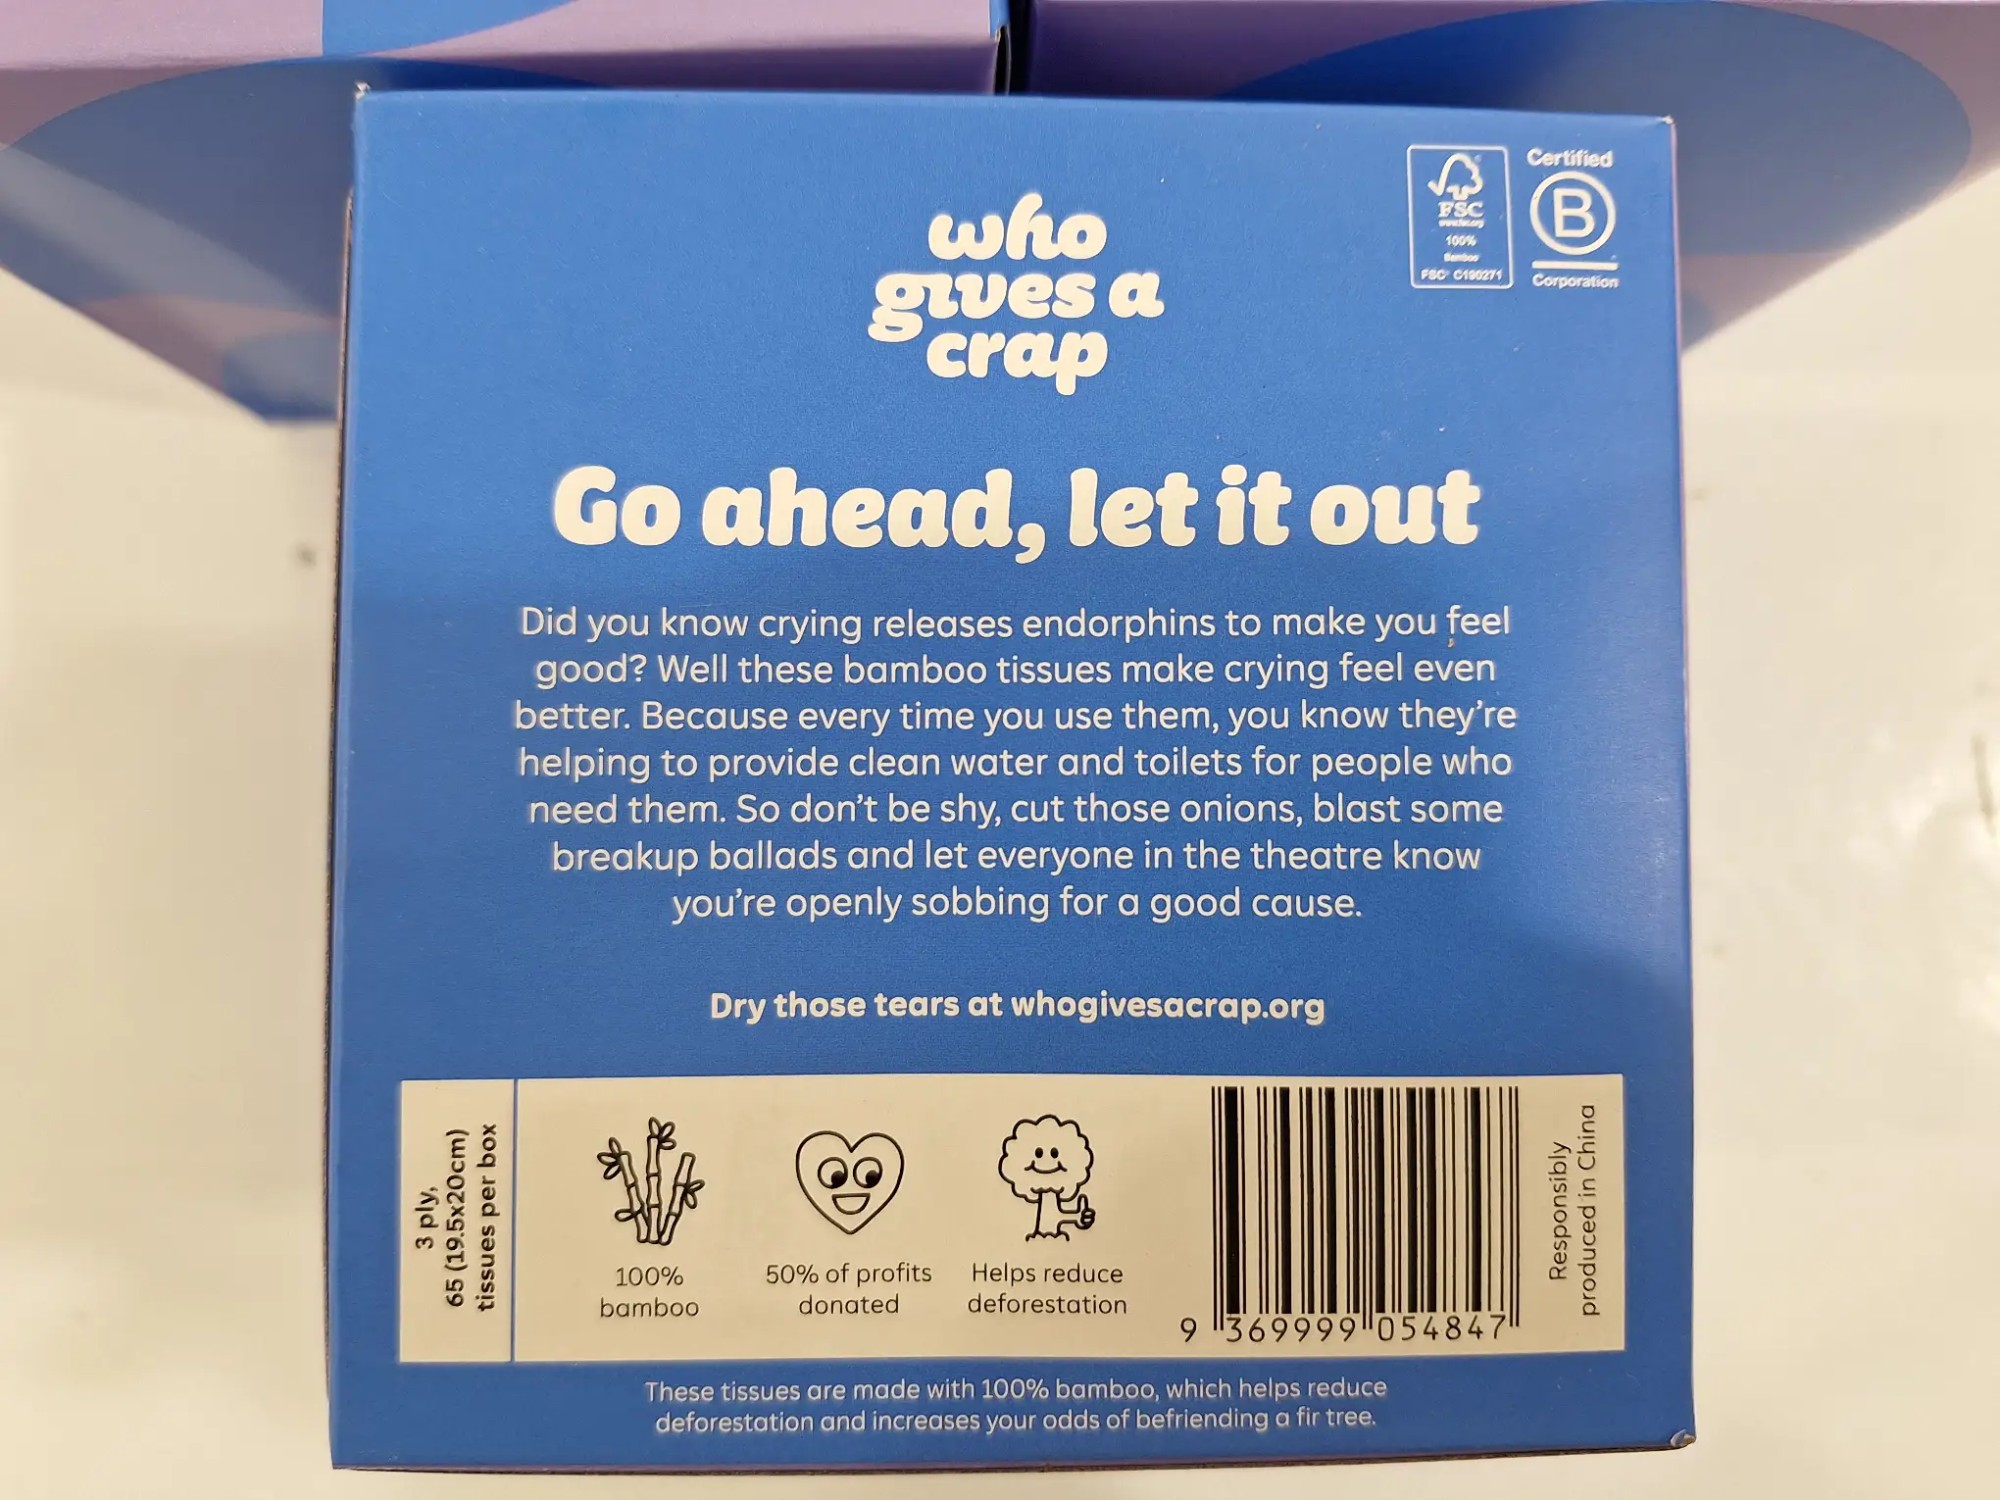 who
gives a
crap
FSC
www.fsc.org
100%
Bamboo
FSC® C190271
Certified
B
Corporation
Go ahead, let it out
Did you know crying releases endorphins to make you feel
good? Well these bamboo tissues make crying feel even
better. Because every time you use them, you know they're
helping to provide clean water and toilets for people who
need them. So don't be shy, cut those onions, blast some
breakup ballads and let everyone in the theatre know
you're openly sobbing for a good cause.
Dry those tears at whogivesacrap.org
3 ply,
65 (19.5x20cm)
tissues per box
100%
bamboo
50% of profits
donated
Helps reduce
deforestation
9 369999 054847
Responsibly
produced in China
These tissues are made with 100% bamboo, which helps reduce
deforestation and increases your odds of befriending a fir tree.